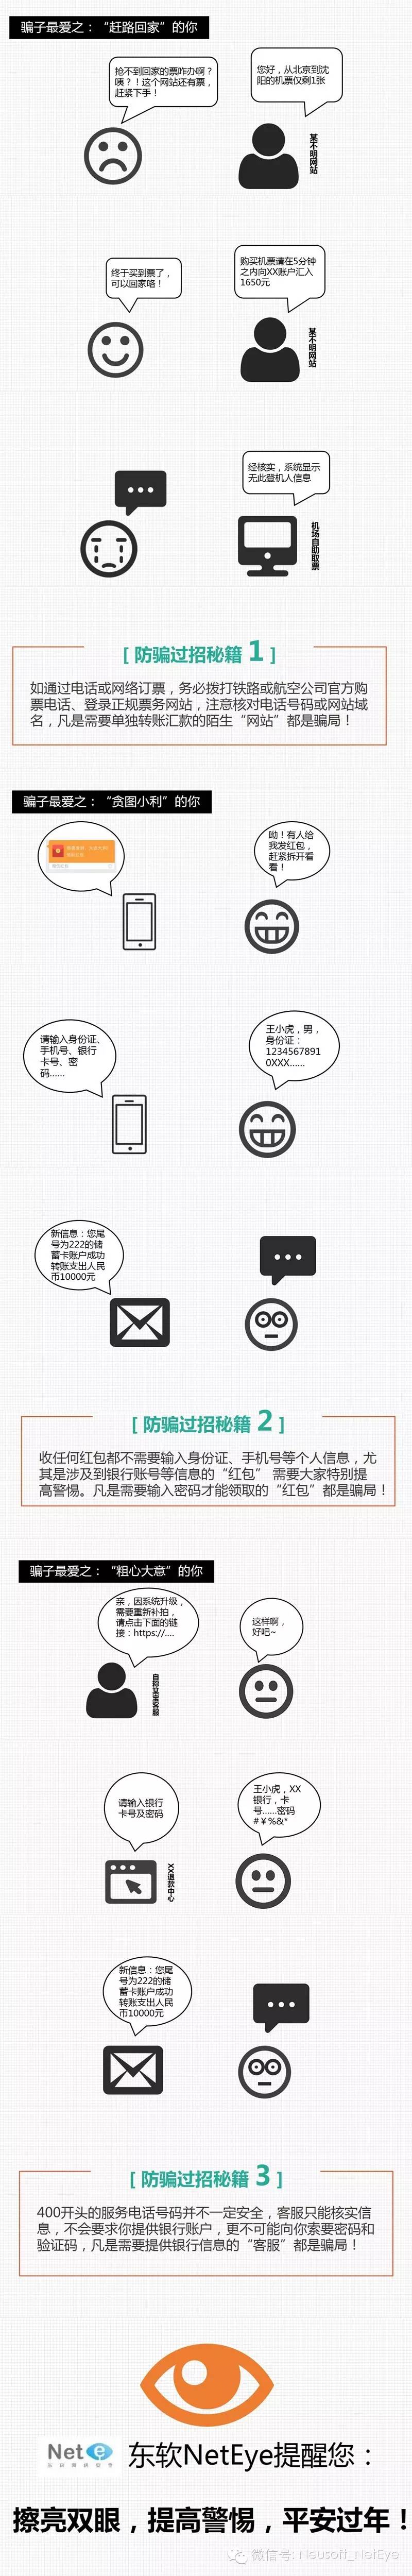 骗子最爱之：“赶路回家”的你
抢不到回家的票咋办啊？
咦？！这个网站还有票，
赶紧下手！
您好，从北京到沈
阳的机票仅剩1张
某不明网站
终于买到票了，
可以回家咯！
购买机票请在5分钟
之内向XX账户汇入
1650元
某不明网站
经核实，系统显示
无此登机人信息
机场自助取票
[ 防骗过招秘籍 1 ]
如通过电话或网络订票，务必拨打铁路或航空公司官方购
票电话、登录正规票务网站，注意核对电话号码或网站域
名，凡是需要单独转账汇款的陌生“网站”都是骗局！
骗子最爱之：“贪图小利”的你
呦！有人给
我发红包，
赶紧拆开看
看！
请输入身份证、
手机号、银行
卡号、密
码......
王小虎，男，
身份证：
1234567891
0XXX......
新信息：您尾
号为222的储
蓄卡账户成功
转账支出人民
币10000元
[ 防骗过招秘籍 2 ]
收任何红包都不需要输入身份证、手机号等个人信息，尤
其是涉及到银行账号等信息的“红包” 需要大家特别提
高警惕。凡是需要输入密码才能领取的“红包”都是骗局！
骗子最爱之：“粗心大意”的你
亲，因系统升级，
需要重新补拍，
请点击下面的链
接：https://....
这样啊，
好吧~
自称某宝客服
请输入银行
卡号及密码
XX退款中心
王小虎，XX
银行，卡
号......密码
#￥%&*
新信息：您尾
号为222的储
蓄卡账户成功
转账支出人民
币10000元
[ 防骗过招秘籍 3 ]
400开头的服务电话号码并不一定安全，客服只能核实信
息，不会要求你提供银行账户，更不可能向你索要密码和
验证码，凡是需要提供银行信息的“客服”都是骗局！
Net e
东软NetEye提醒您：
擦亮双眼，提高警惕，平安过年！
微信号: Neusoft_NetEye